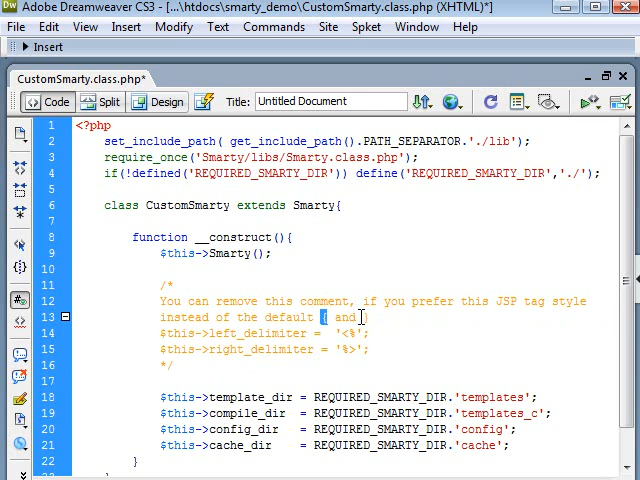 Dw Adobe Dreamweaver CS3 - [...\htdocs\smarty_demo\CustomSmarty.class.php (XHTML)*]
File Edit View Insert Modify Text Commands Site Spket Window Help
Insert
CustomSmarty.class.php*
Code Split Design Title: Untitled Document
1 <?php
2 set_include_path( get_include_path().PATH_SEPARATOR.'./lib');
3 require_once('Smarty/libs/Smarty.class.php');
4 if(!defined('REQUIRED_SMARTY_DIR')) define('REQUIRED_SMARTY_DIR','./');
5
6 class CustomSmarty extends Smarty{
7
8 function __construct(){
9 $this->Smarty();
10
11 /*
12 You can remove this comment, if you prefer this JSP tag style
13 instead of the default { and }
14 $this->left_delimiter = '<%';
15 $this->right_delimiter = '%>';
16 */
17
18 $this->template_dir = REQUIRED_SMARTY_DIR.'templates';
19 $this->compile_dir = REQUIRED_SMARTY_DIR.'templates_c';
20 $this->config_dir = REQUIRED_SMARTY_DIR.'config';
21 $this->cache_dir = REQUIRED_SMARTY_DIR.'cache';
22 }